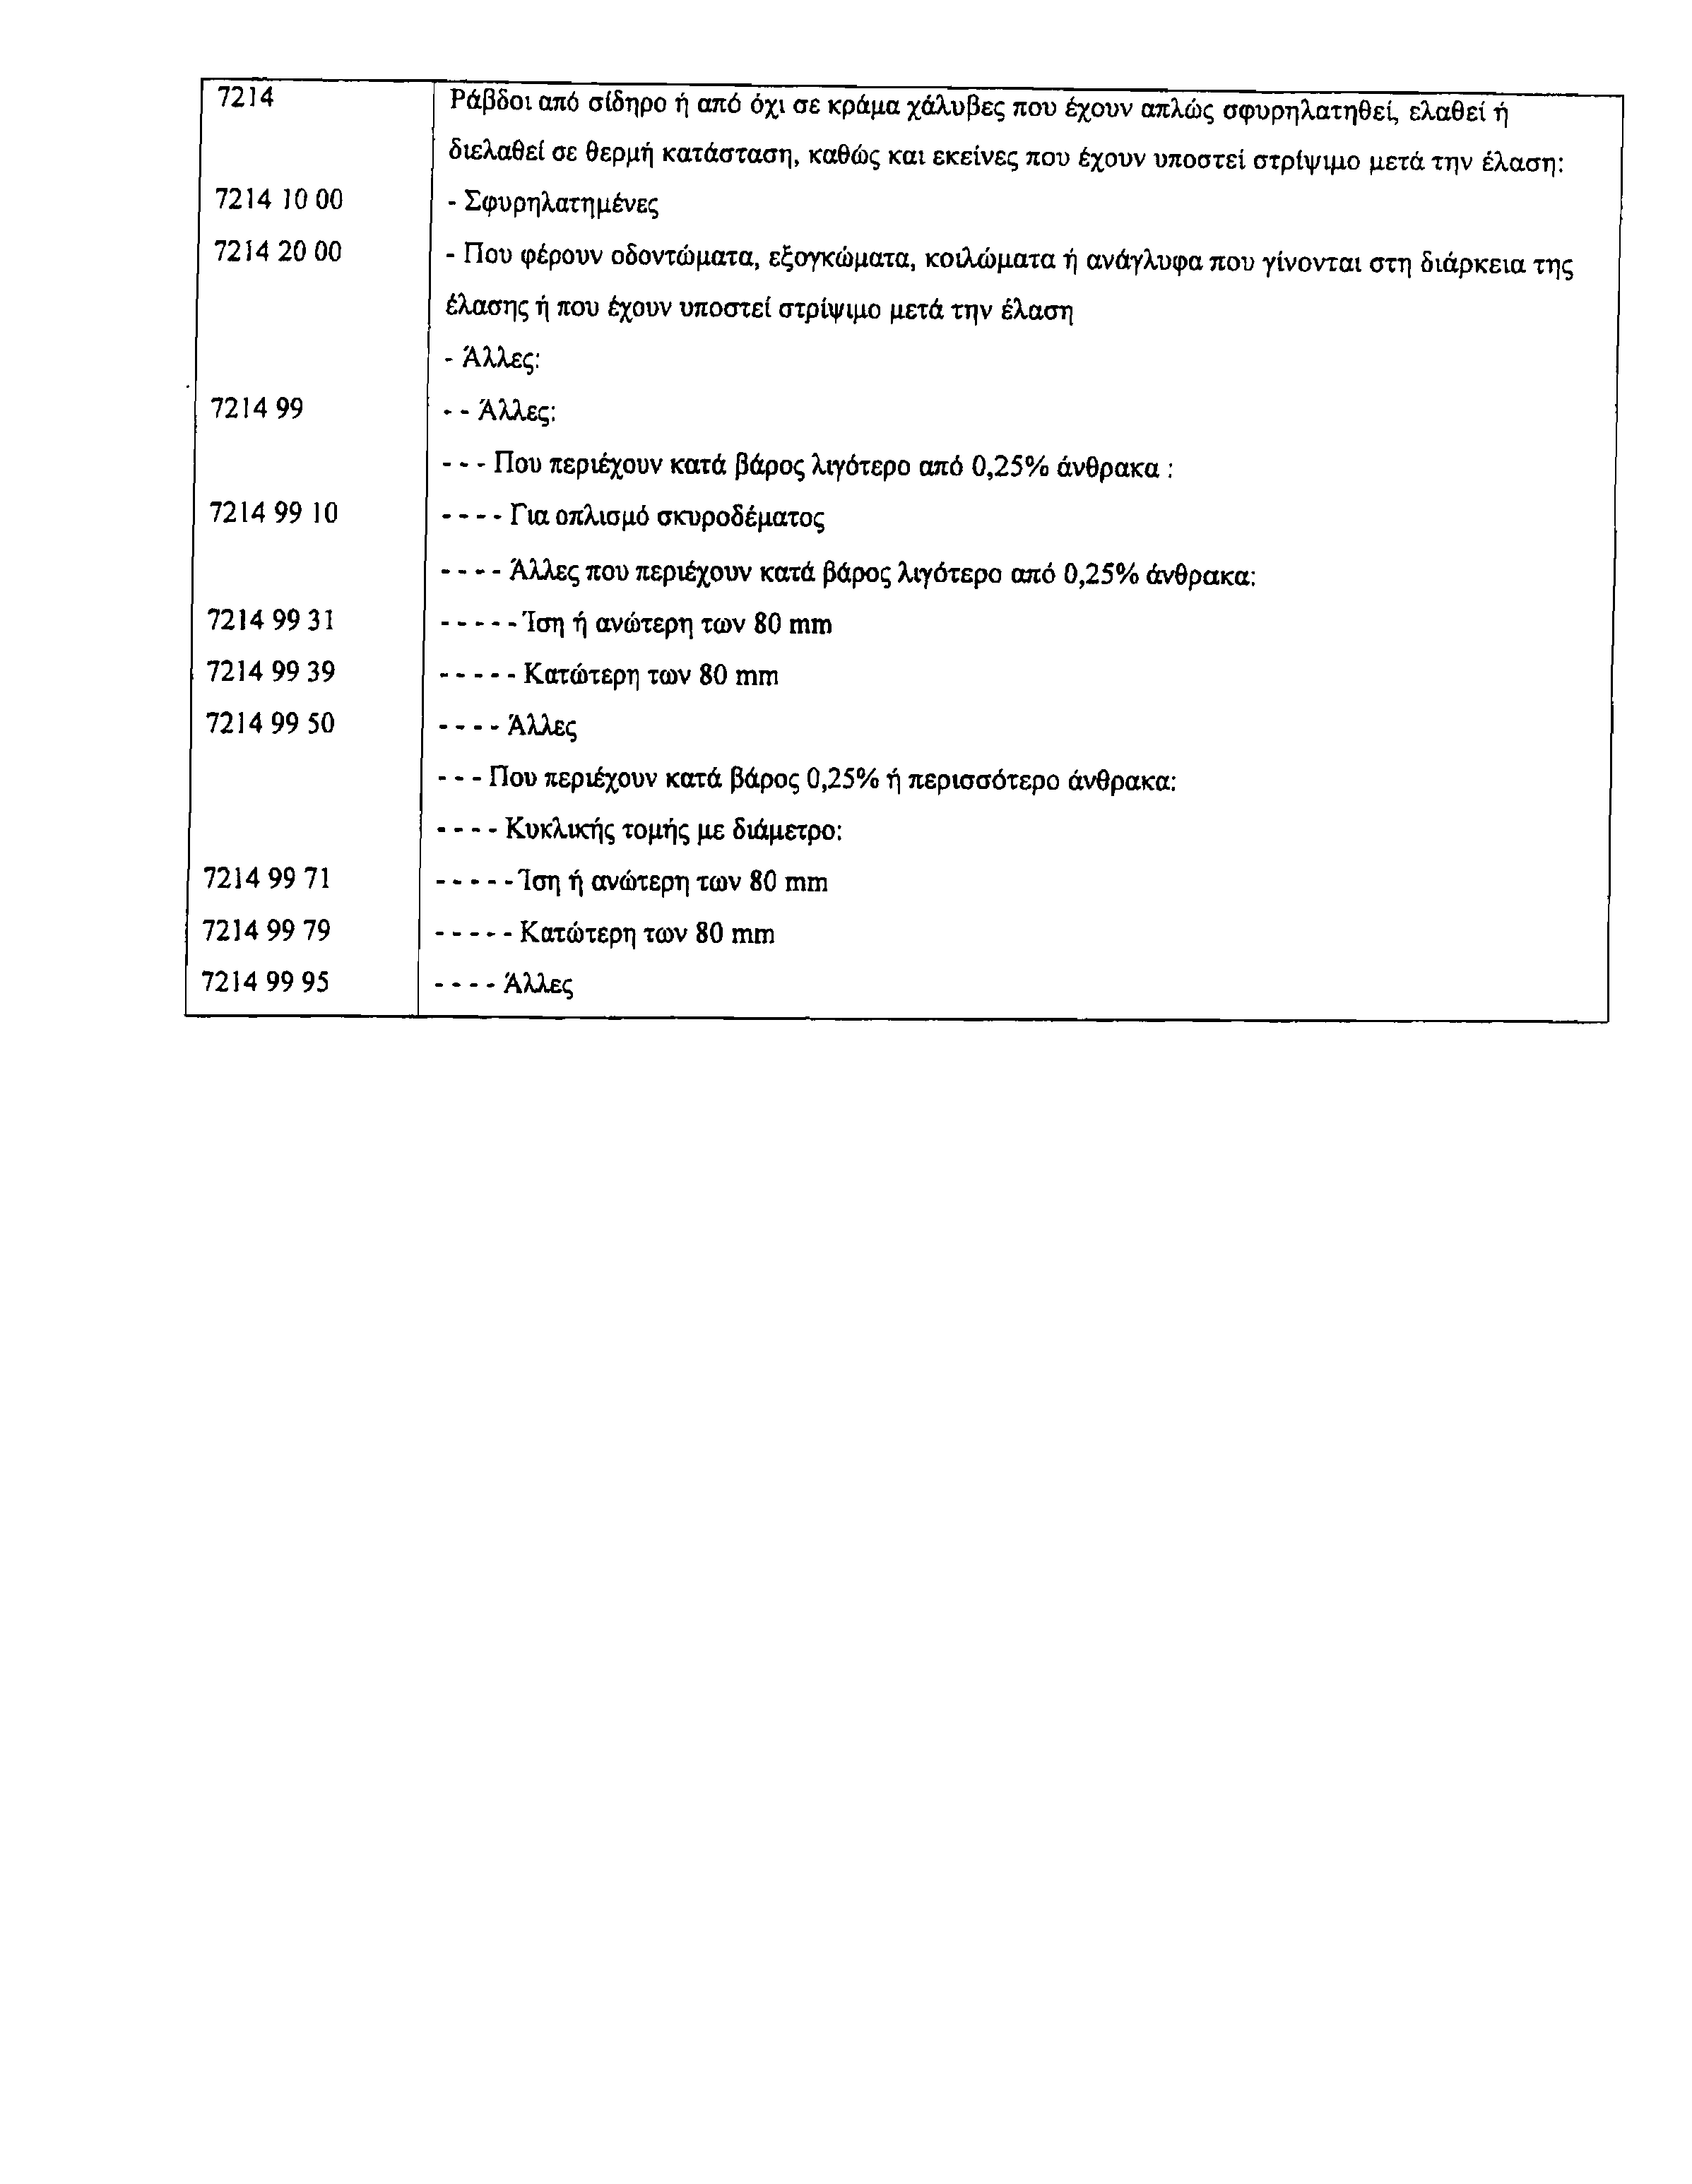 7214 Ράβδοι από σίδηρο ή από όχι σε κράμα χάλυβες που έχουν απλώς σφυρηλατηθεί, ελαθεί ή
διελαθεί σε θερμή κατάσταση, καθώς και εκείνες που έχουν υποστεί στρίψιμο μετά την έλαση:
7214 10 00 - Σφυρηλατημένες
7214 20 00 - Που φέρουν οδοντώματα, εξογκώματα, κοιλώματα ή ανάγλυφα που γίνονται στη διάρκεια της
έλασης ή που έχουν υποστεί στρίψιμο μετά την έλαση
- Άλλες:
7214 99 - - Άλλες:
- - - Που περιέχουν κατά βάρος λιγότερο από 0,25% άνθρακα :
7214 99 10 - - - - Για οπλισμό σκυροδέματος
- - - - Άλλες που περιέχουν κατά βάρος λιγότερο από 0,25% άνθρακα:
7214 99 31 - - - - - Ίση ή ανώτερη των 80 mm
7214 99 39 - - - - - Κατώτερη των 80 mm
7214 99 50 - - - - Άλλες
- - - Που περιέχουν κατά βάρος 0,25% ή περισσότερο άνθρακα:
- - - - Κυκλικής τομής με διάμετρο:
7214 99 71 - - - - - Ίση ή ανώτερη των 80 mm
7214 99 79 - - - - - Κατώτερη των 80 mm
7214 99 95 - - - - Άλλες